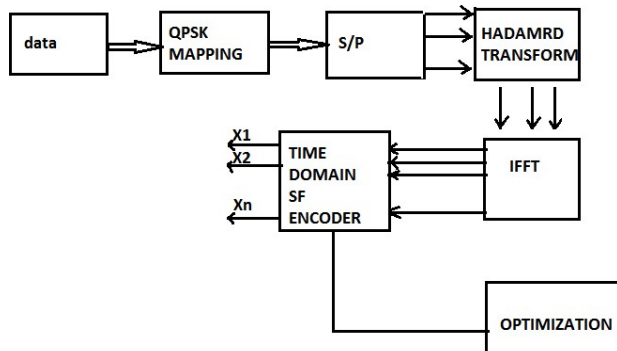 data
QPSK
MAPPING
S/P
HADAMRD
TRANSFORM
X1
X2
Xn
TIME
DOMAIN
SF
ENCODER
IFFT
OPTIMIZATION